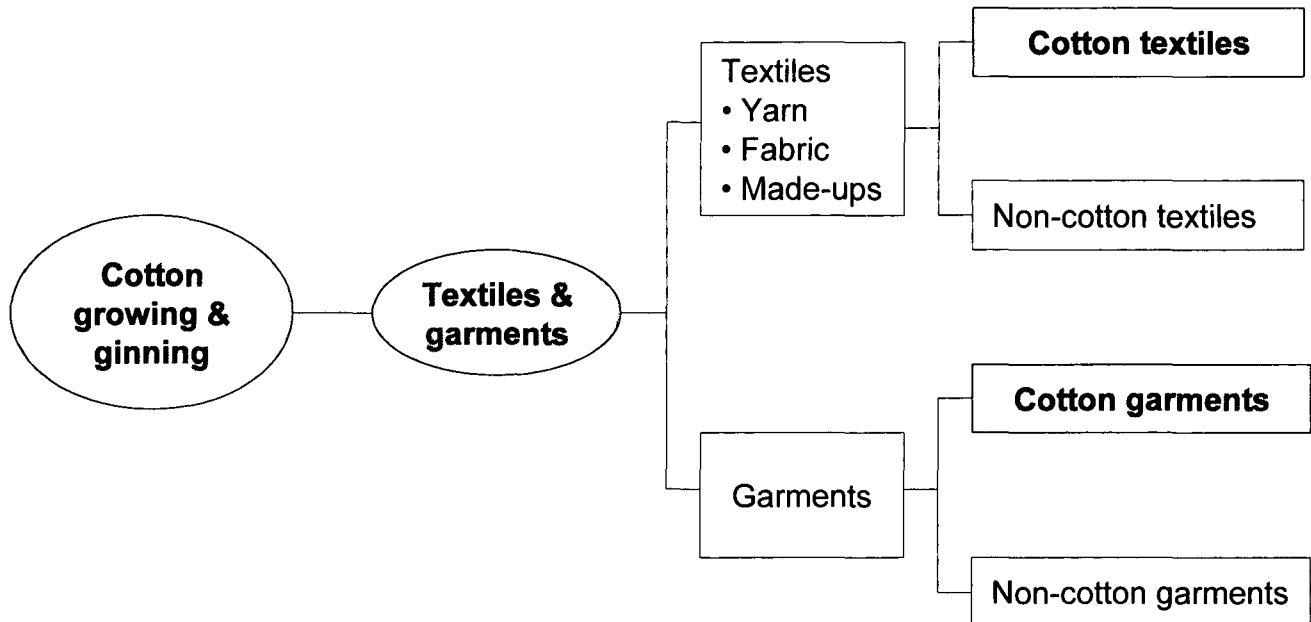 Cotton
growing &
ginning
Textiles &
garments
Textiles
• Yarn
• Fabric
• Made-ups
Garments
Cotton textiles
Non-cotton textiles
Cotton garments
Non-cotton garments